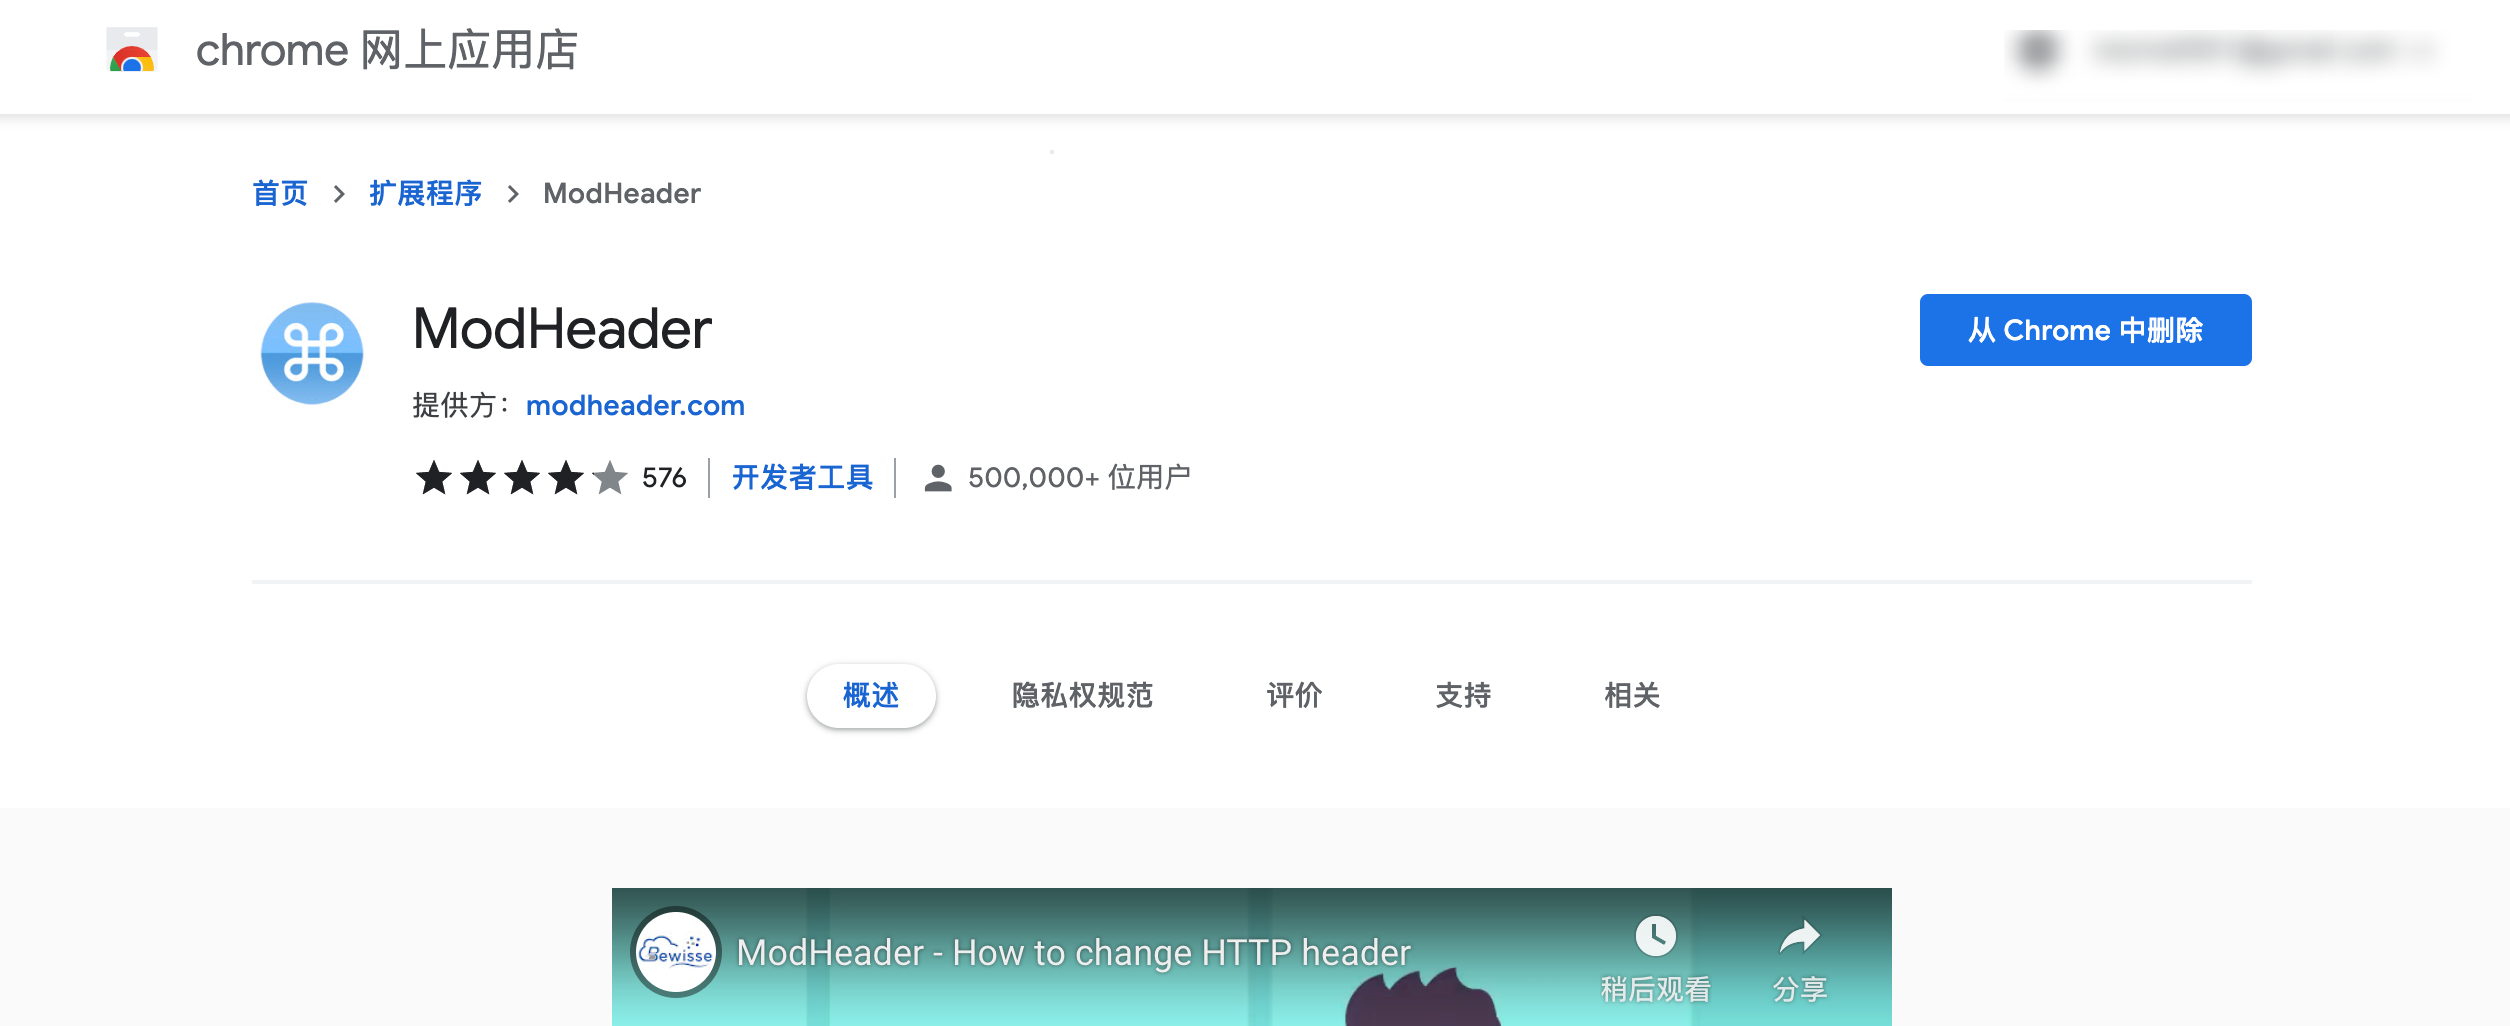 chrome 网上应用店
首页 > 扩展程序 > ModHeader
ModHeader
从 Chrome 中删除
提供方： modheader.com
576 开发者工具 500,000+ 位用户
概述 隐私权规范 评价 支持 相关
Bewisse
ModHeader - How to change HTTP header
稍后观看 分享